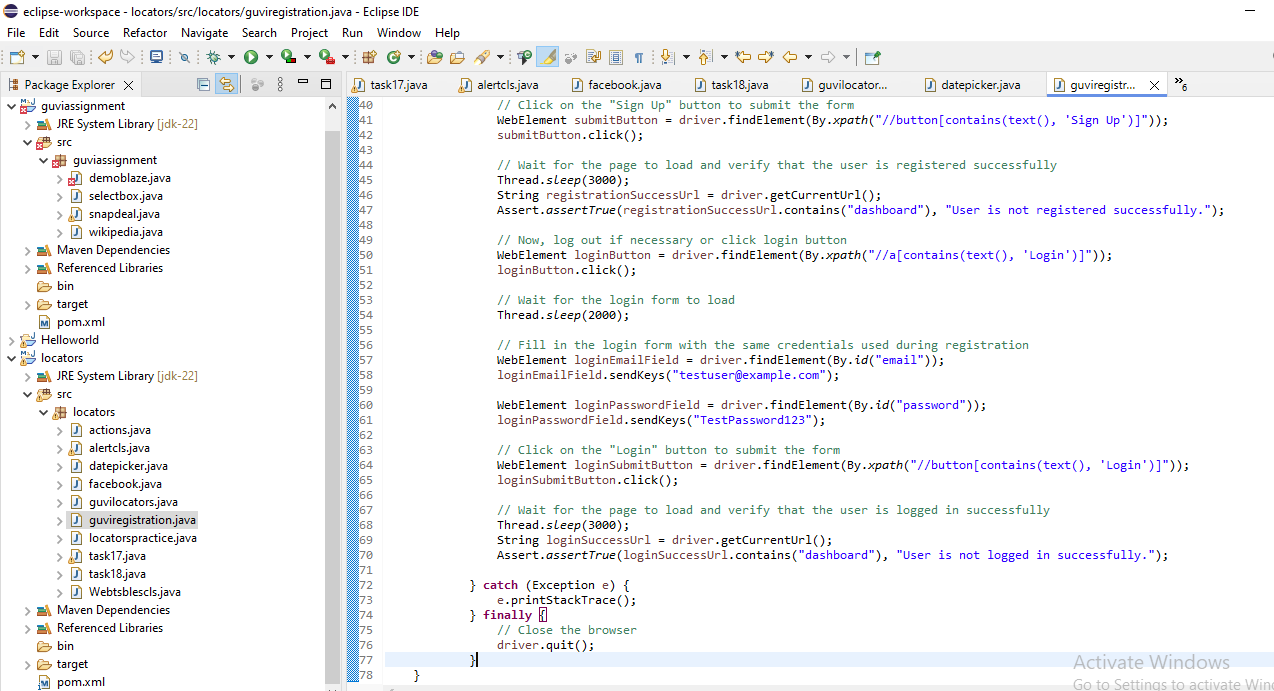 eclipse-workspace - locators/src/locators/guviregistration.java - Eclipse IDE
File Edit Source Refactor Navigate Search Project Run Window Help
Package Explorer
task17.java alertcls.java facebook.java task18.java guvilocator... datepicker.java guviregistr... »6
guviassignment
JRE System Library [jdk-22]
src
guviassignment
demoblaze.java
selectbox.java
snapdeal.java
wikipedia.java
Maven Dependencies
Referenced Libraries
bin
target
pom.xml
Helloworld
locators
JRE System Library [jdk-22]
src
locators
actions.java
alertcls.java
datepicker.java
facebook.java
guvilocators.java
guviregistration.java
locatorspractice.java
task17.java
task18.java
Webtsblescls.java
Maven Dependencies
Referenced Libraries
bin
target
pom.xml
40 // Click on the "Sign Up" button to submit the form
41 WebElement submitButton = driver.findElement(By.xpath("//button[contains(text(), 'Sign Up')]"));
42 submitButton.click();
43
44 // Wait for the page to load and verify that the user is registered successfully
45 Thread.sleep(3000);
46 String registrationSuccessUrl = driver.getCurrentUrl();
47 Assert.assertTrue(registrationSuccessUrl.contains("dashboard"), "User is not registered successfully.");
48
49 // Now, log out if necessary or click login button
50 WebElement loginButton = driver.findElement(By.xpath("//a[contains(text(), 'Login')]"));
51 loginButton.click();
52
53 // Wait for the login form to load
54 Thread.sleep(2000);
55
56 // Fill in the login form with the same credentials used during registration
57 WebElement loginEmailField = driver.findElement(By.id("email"));
58 loginEmailField.sendKeys("testuser@example.com");
59
60 WebElement loginPasswordField = driver.findElement(By.id("password"));
61 loginPasswordField.sendKeys("TestPassword123");
62
63 // Click on the "Login" button to submit the form
64 WebElement loginSubmitButton = driver.findElement(By.xpath("//button[contains(text(), 'Login')]"));
65 loginSubmitButton.click();
66
67 // Wait for the page to load and verify that the user is logged in successfully
68 Thread.sleep(3000);
69 String loginSuccessUrl = driver.getCurrentUrl();
70 Assert.assertTrue(loginSuccessUrl.contains("dashboard"), "User is not logged in successfully.");
71
72 } catch (Exception e) {
73 e.printStackTrace();
74 } finally {
75 // Close the browser
76 driver.quit();
77 }
78 }
Activate Windows
Go to Settings to activate Win